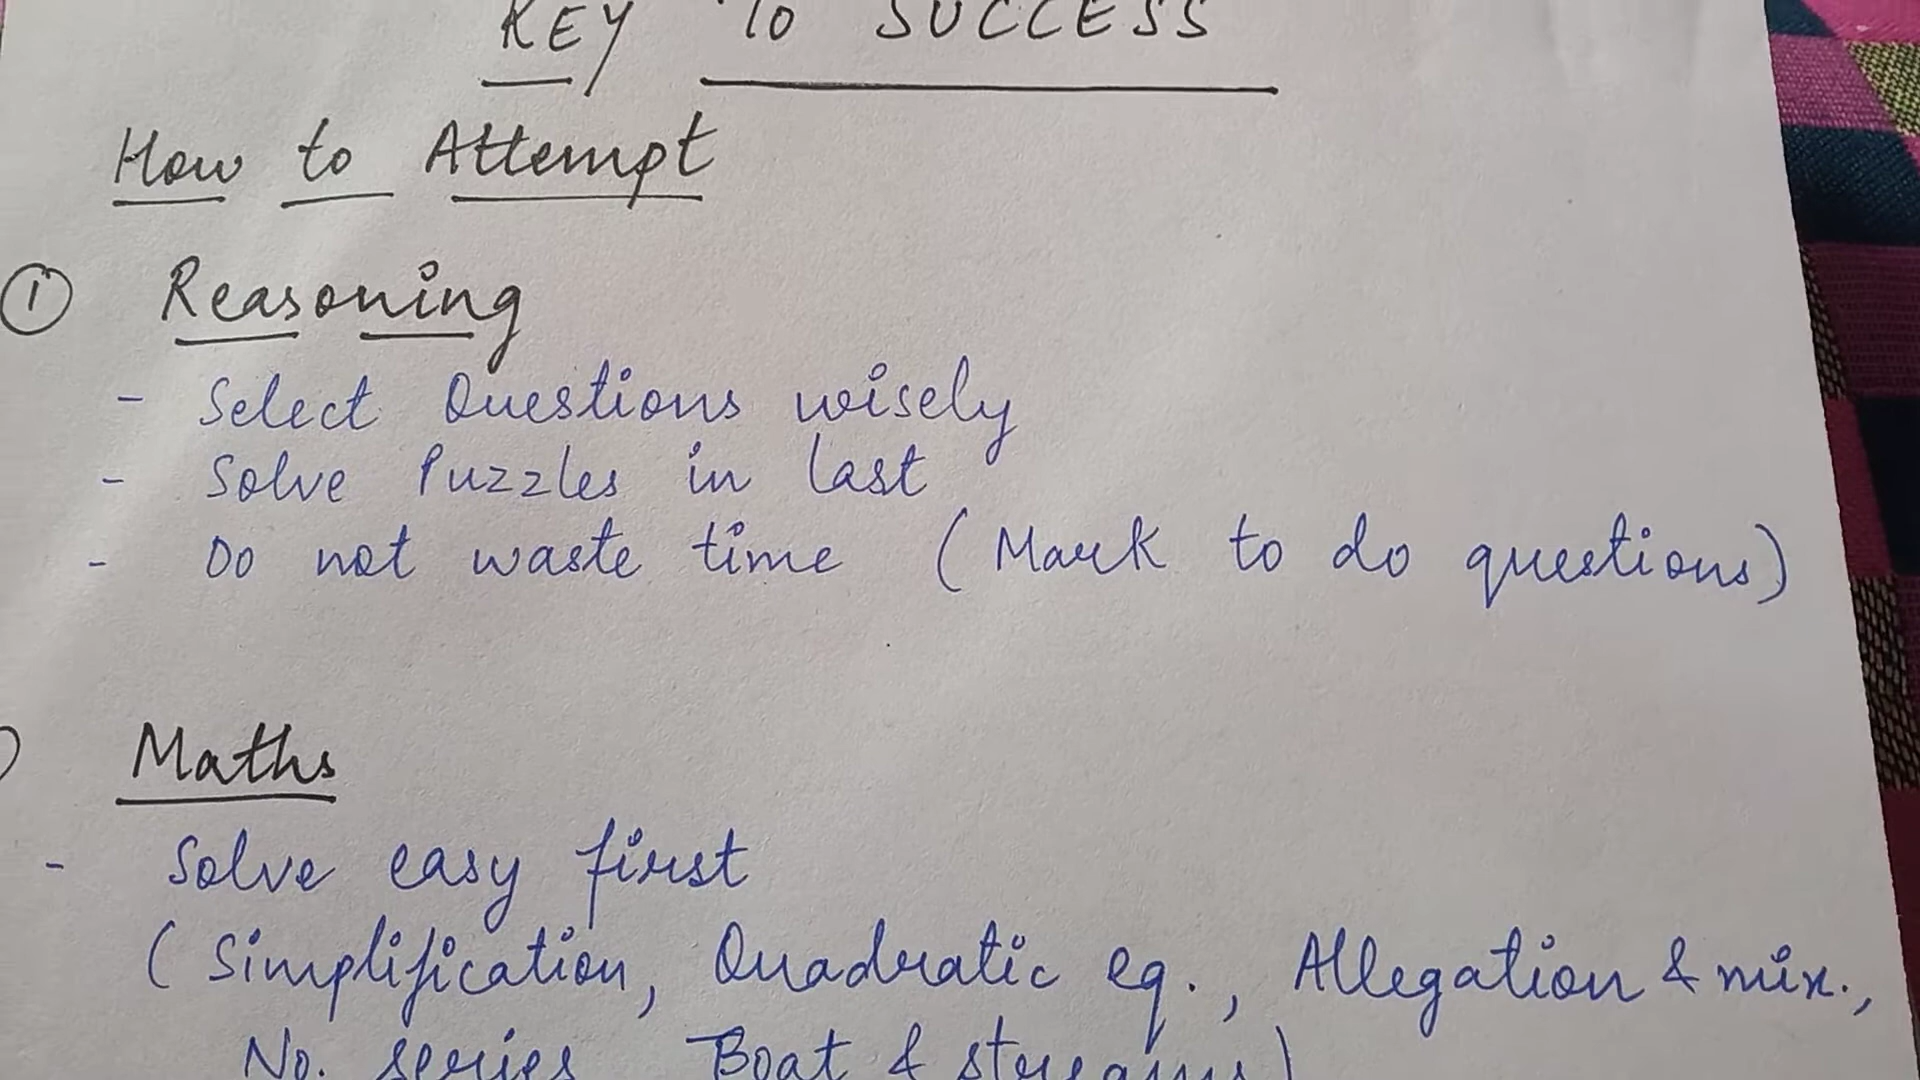 KEY To SUCCESS
How to Attempt
① Reasoning
- Select Questions wisely
- Solve Puzzles in last
- Do not waste time (Mark to do questions)
Maths
- Solve easy first
(Simplification, Quadratic eq., Allegation & mix.,
No. series Boat & streams)